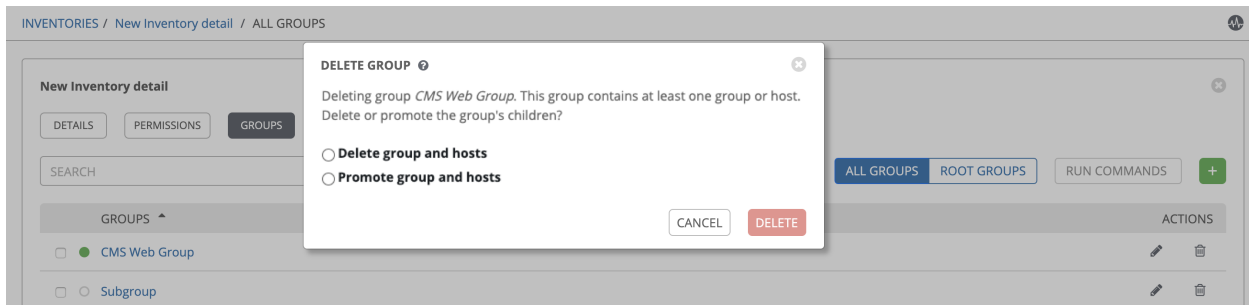 INVENTORIES / New Inventory detail / ALL GROUPS
DELETE GROUP ?
New Inventory detail
Deleting group CMS Web Group. This group contains at least one group or host.
Delete or promote the group's children?
DETAILS PERMISSIONS GROUPS
Delete group and hosts
Promote group and hosts
SEARCH
ALL GROUPS ROOT GROUPS RUN COMMANDS +
CANCEL DELETE
GROUPS ACTIONS
CMS Web Group
Subgroup